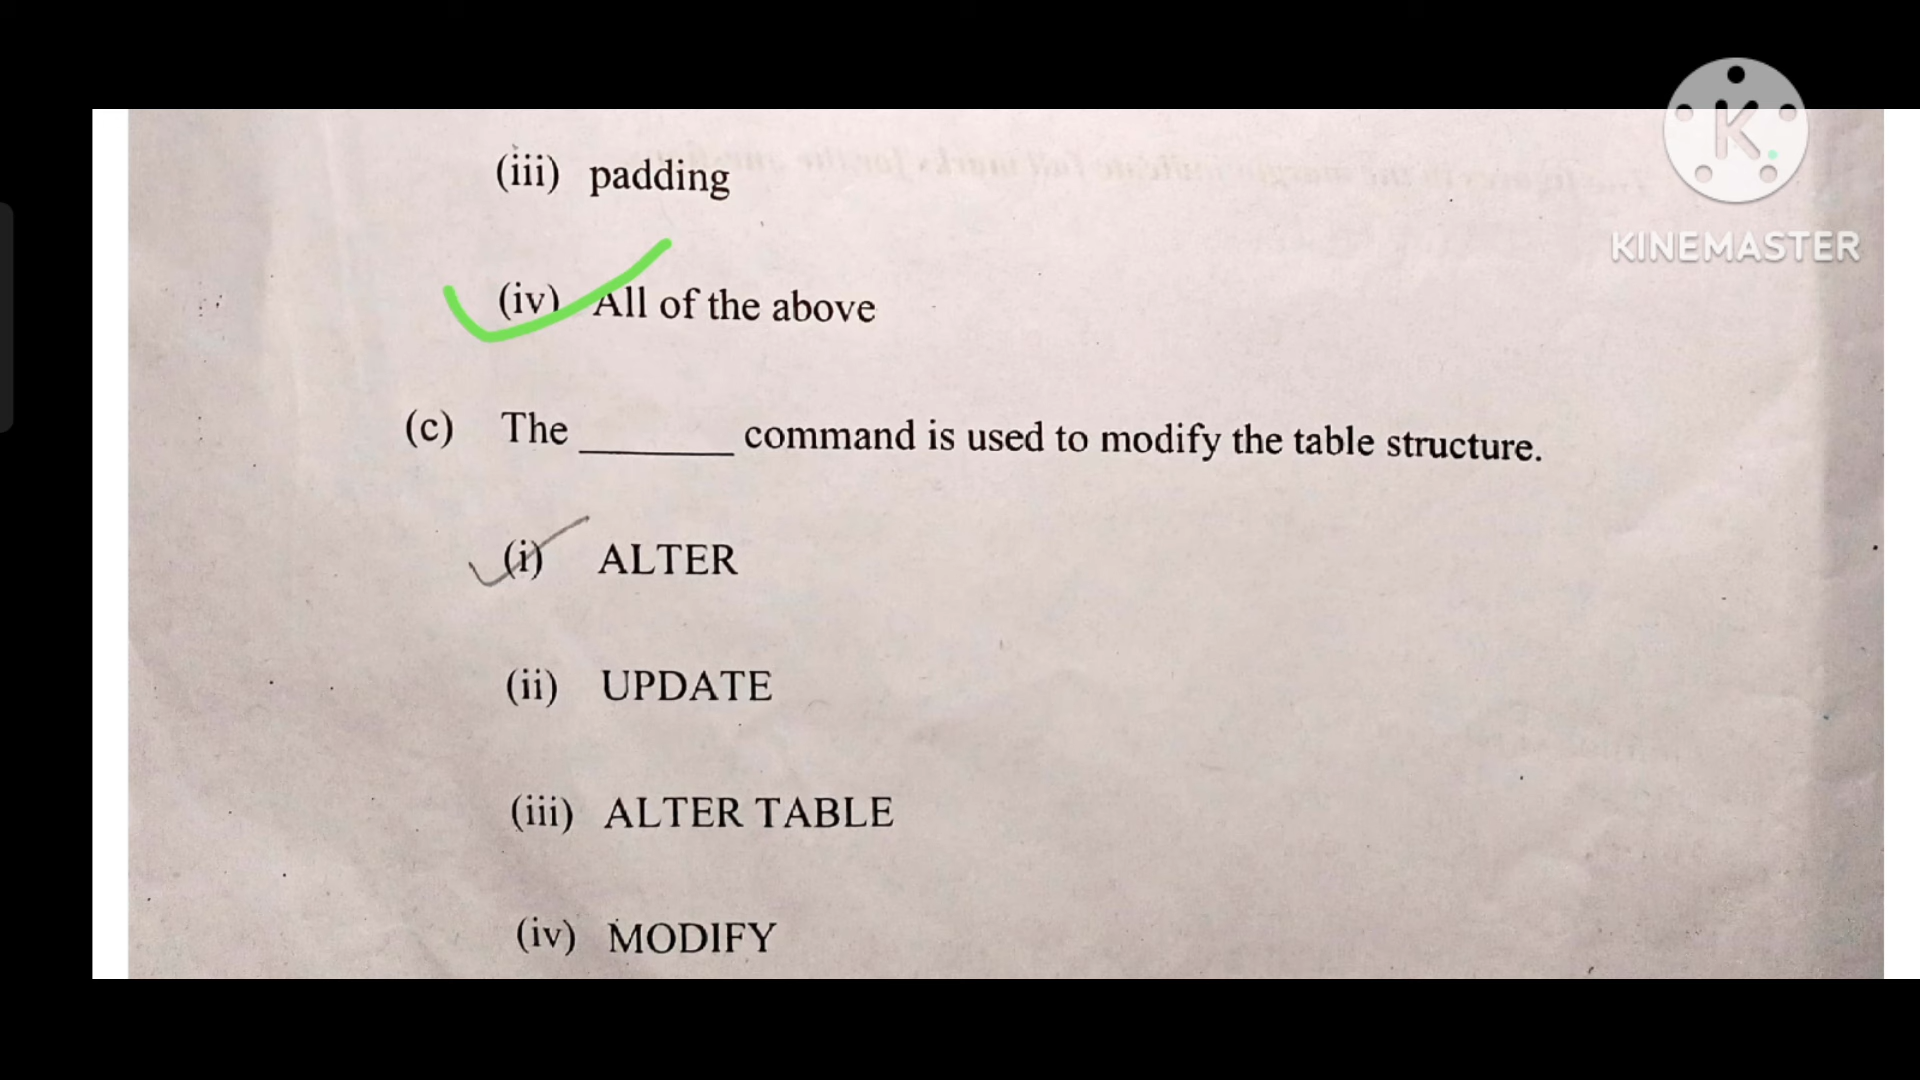 (iii) padding
(iv) All of the above
(c) The _______ command is used to modify the table structure.
(i) ALTER
(ii) UPDATE
(iii) ALTER TABLE
(iv) MODIFY
K
KINEMASTER